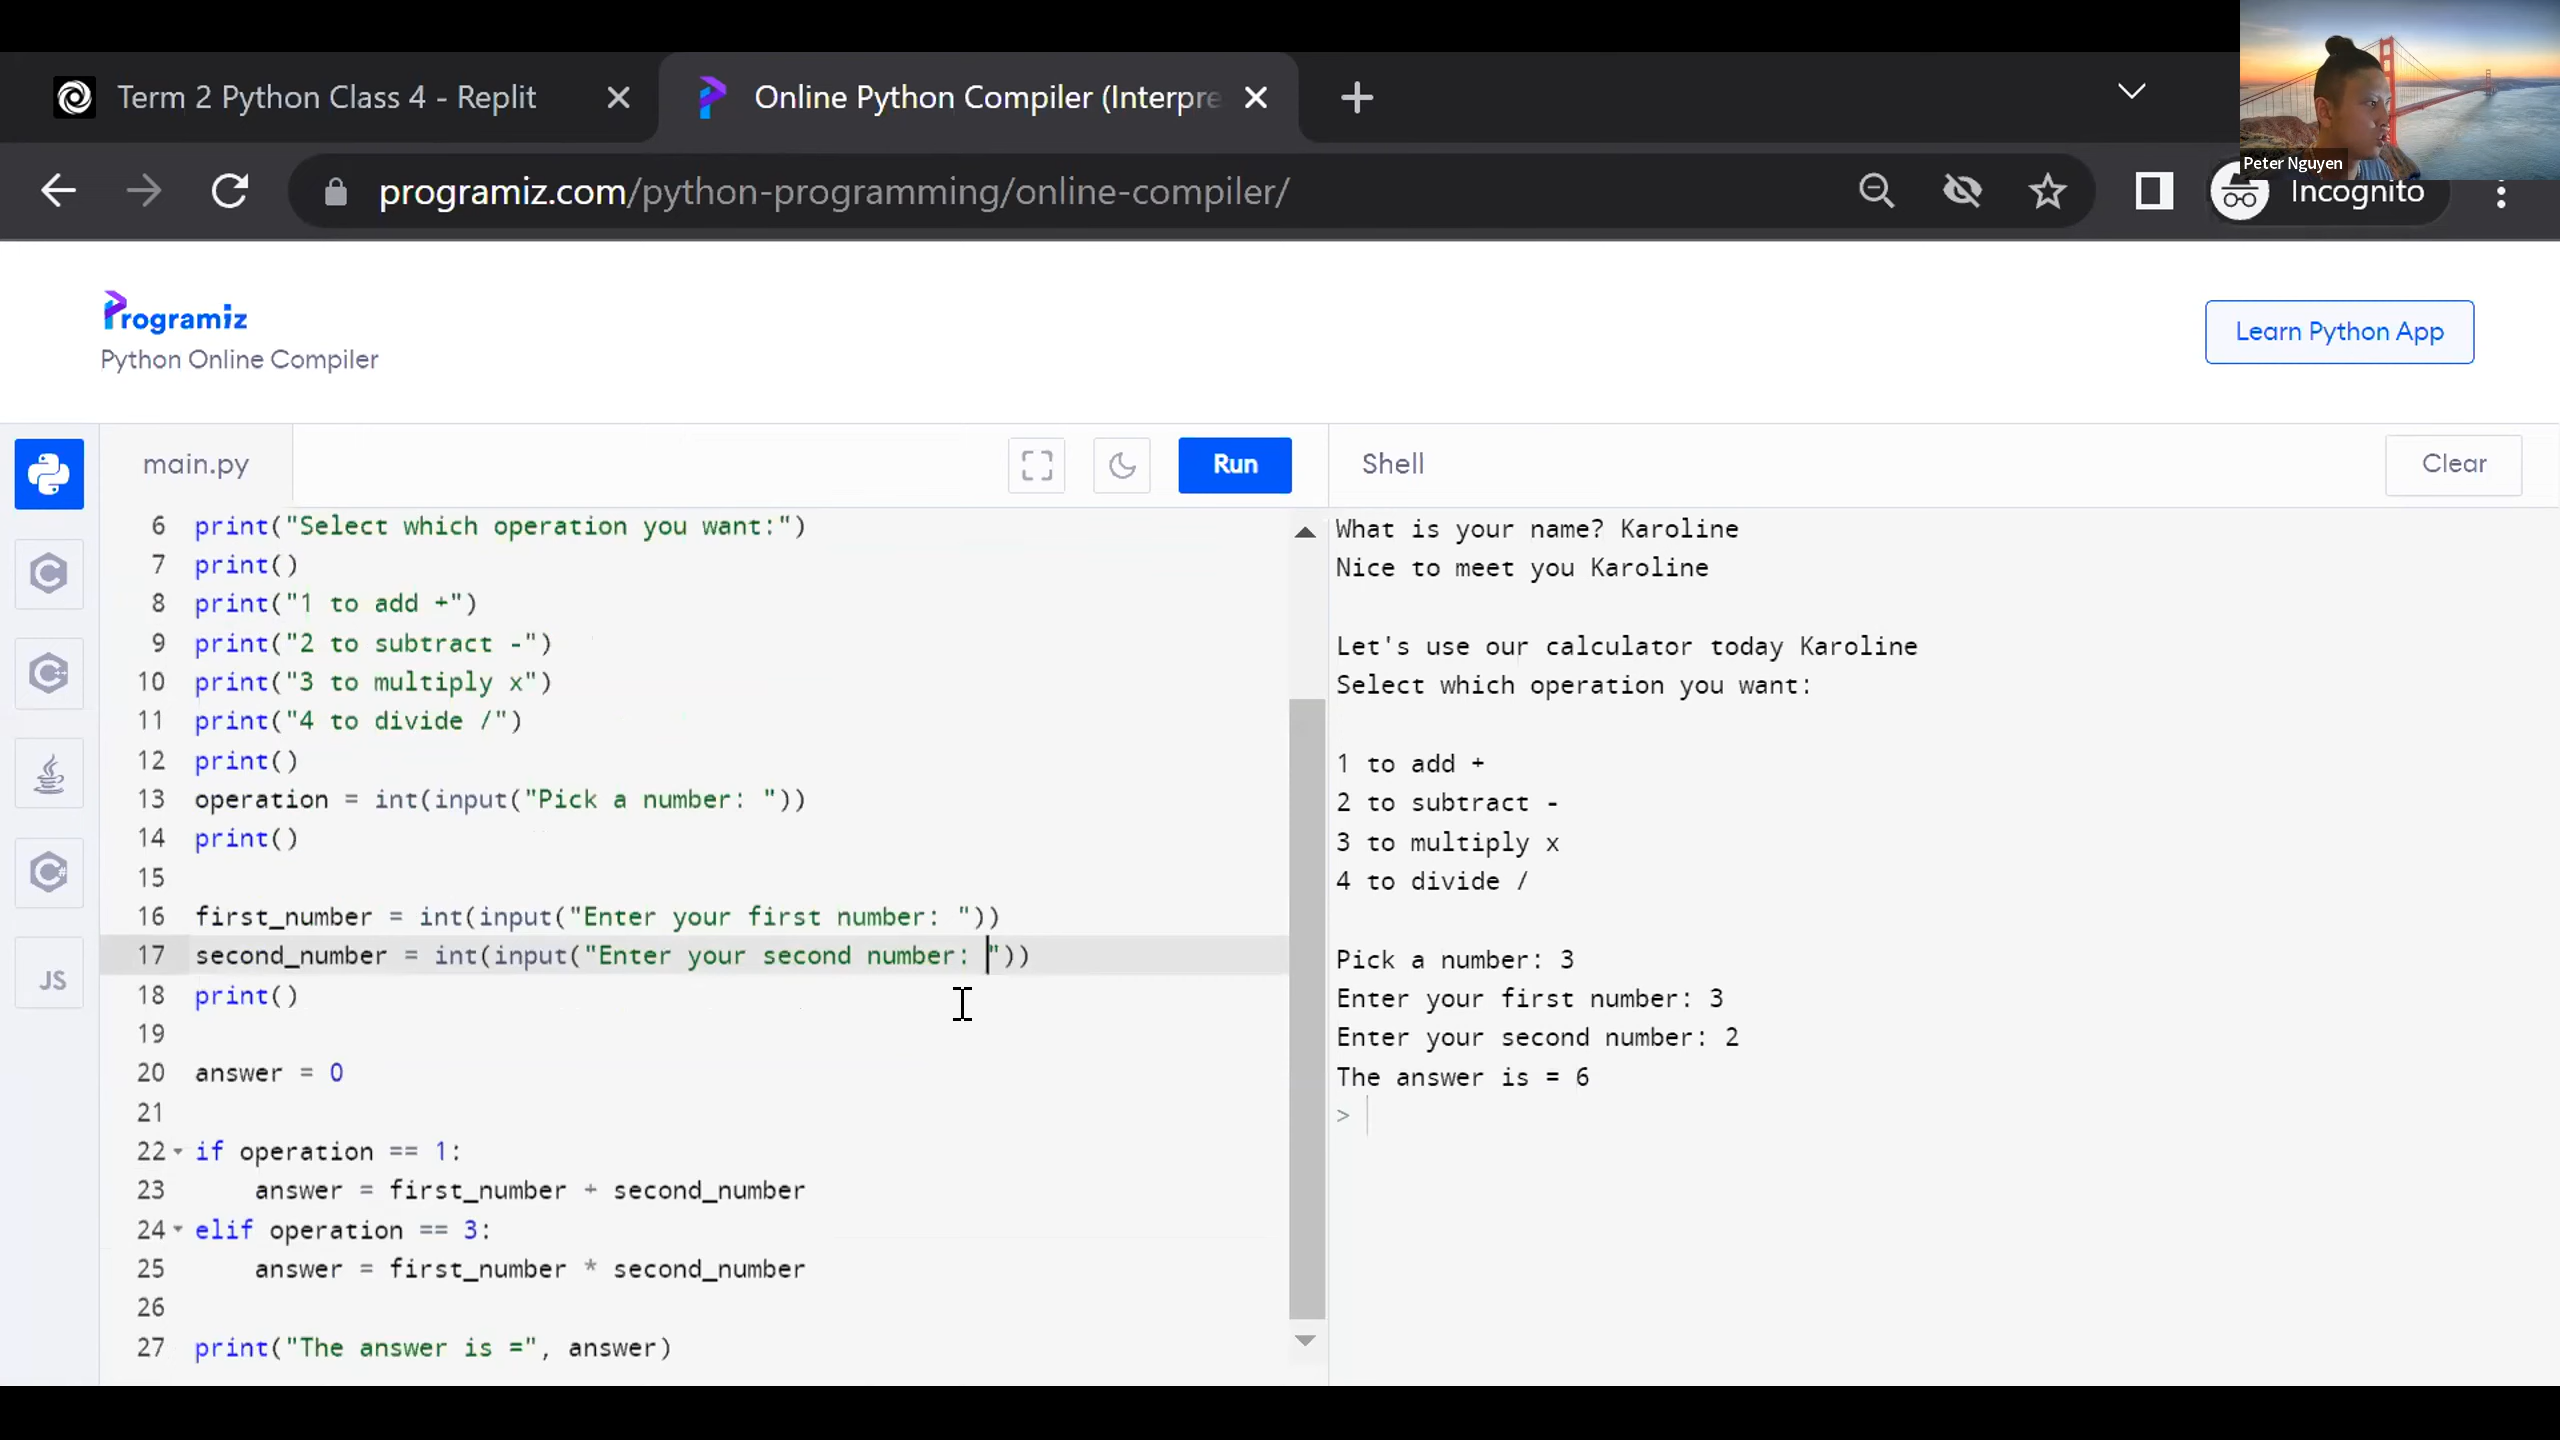 Term 2 Python Class 4 - Replit
Online Python Compiler (Interpre
Peter Nguyen
programiz.com/python-programming/online-compiler/
Incognito
Programiz
Python Online Compiler
Learn Python App
main.py
Run
Shell
Clear
6 print("Select which operation you want:")
7 print()
8 print("1 to add +")
9 print("2 to subtract -")
10 print("3 to multiply x")
11 print("4 to divide /")
12 print()
13 operation = int(input("Pick a number: "))
14 print()
15
16 first_number = int(input("Enter your first number: "))
17 second_number = int(input("Enter your second number: "))
18 print()
19
20 answer = 0
21
22 if operation == 1:
23 answer = first_number + second_number
24 elif operation == 3:
25 answer = first_number * second_number
26
27 print("The answer is =", answer)
C
C++
C#
JS
What is your name? Karoline
Nice to meet you Karoline
Let's use our calculator today Karoline
Select which operation you want:
1 to add +
2 to subtract -
3 to multiply x
4 to divide /
Pick a number: 3
Enter your first number: 3
Enter your second number: 2
The answer is = 6
>